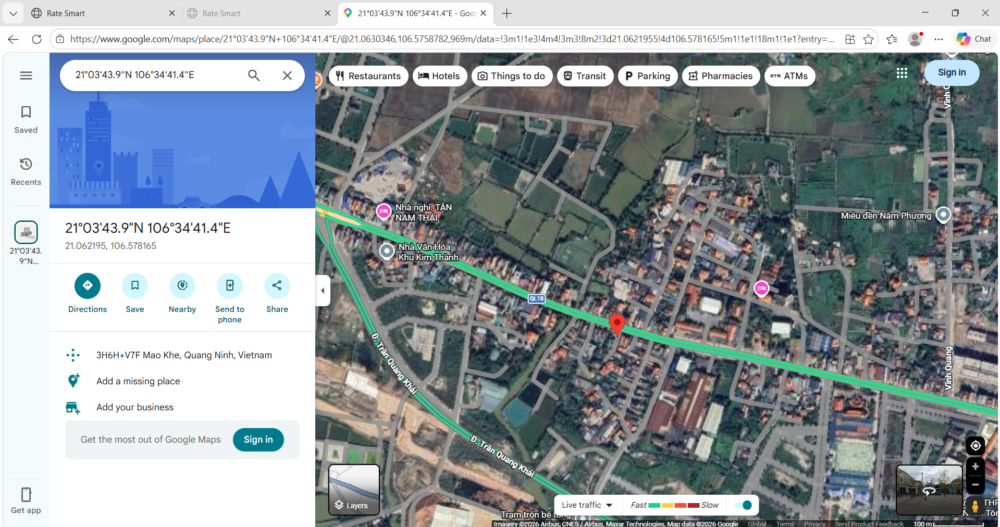 Rate Smart
Rate Smart
21°03'43.9"N 106°34'41.4"E - Goo
https://www.google.com/maps/place/21°03'43.9"N+106°34'41.4"E/@21.0630346,106.5758782,969m/data=!3m1!1e3!4m4!3m3!8m2!3d21.0621955!4d106.578165!5m1!1e1!18m1!1e1?entry=...
Chat
21°03'43.9"N 106°34'41.4"E
Restaurants
Hotels
Things to do
Transit
Parking
Pharmacies
ATM ATMs
Sign in
Saved
Recents
21°03'43.
9"N...
Get app
21°03'43.9"N 106°34'41.4"E
21.062195, 106.578165
Directions
Save
Nearby
Send to
phone
Share
3H6H+V7F Mao Khe, Quang Ninh, Vietnam
Add a missing place
Add your business
Get the most out of Google Maps
Sign in
Nhà nghỉ. TÂN
NAM THÁI
Nhà Văn Hóa
Khu Kim Thành
QL18
Miêu đền Năm Phương
Vĩnh Quang
Đ. Trần Quang Khải
Đ. Trần Quang Khải
Layers
Trạm trộn bê tông
Live traffic
Fast
Slow
Imagery ©2026 Airbus, CNES / Airbus, Maxar Technologies, Map data ©2026 Google
Global
Terms
Privacy
Send Product Feedback
100 m